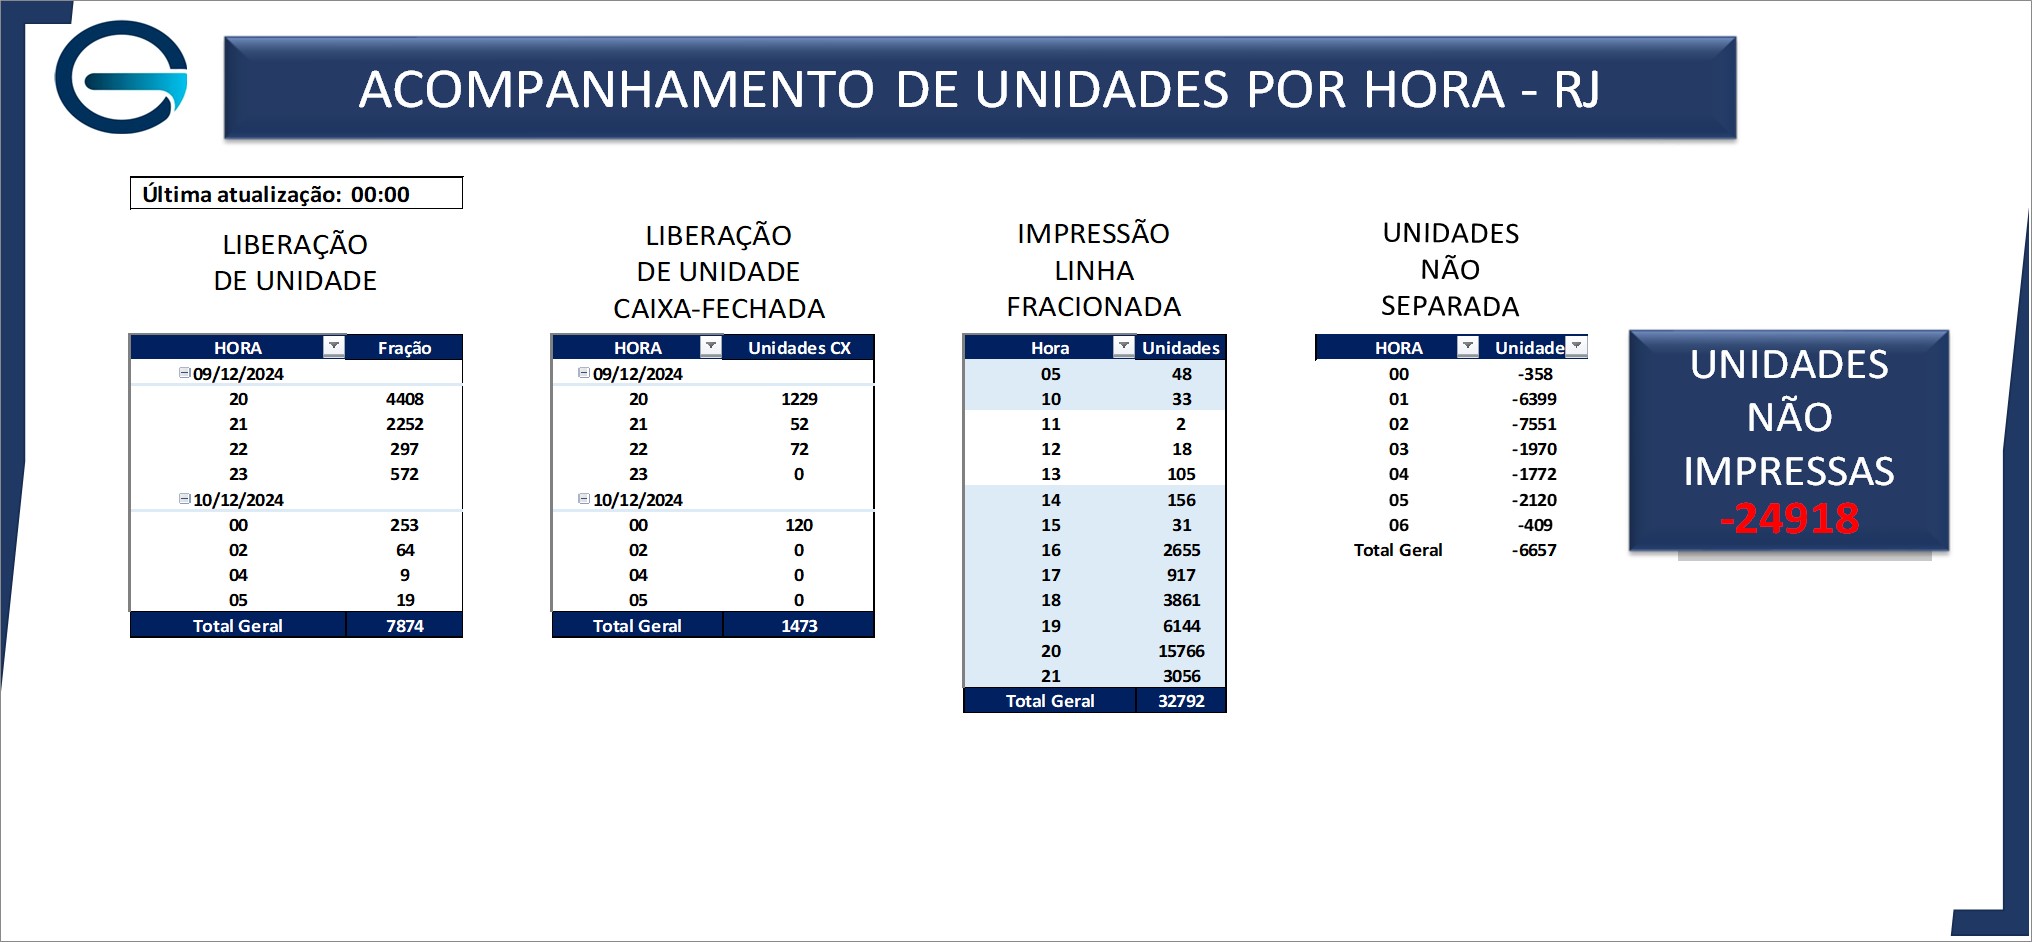 ACOMPANHAMENTO DE UNIDADES POR HORA - RJ
Última atualização: 00:00
LIBERAÇÃO
DE UNIDADE
HORA Fração
09/12/2024
20 4408
21 2252
22 297
23 572
10/12/2024
00 253
02 64
04 9
05 19
Total Geral 7874
LIBERAÇÃO
DE UNIDADE
CAIXA-FECHADA
HORA Unidades CX
09/12/2024
20 1229
21 52
22 72
23 0
10/12/2024
00 120
02 0
04 0
05 0
Total Geral 1473
IMPRESSÃO
LINHA
FRACIONADA
Hora Unidades
05 48
10 33
11 2
12 18
13 105
14 156
15 31
16 2655
17 917
18 3861
19 6144
20 15766
21 3056
Total Geral 32792
UNIDADES
NÃO
SEPARADA
HORA Unidade
00 -358
01 -6399
02 -7551
03 -1970
04 -1772
05 -2120
06 -409
Total Geral -6657
UNIDADES
NÃO
IMPRESSAS
-24918